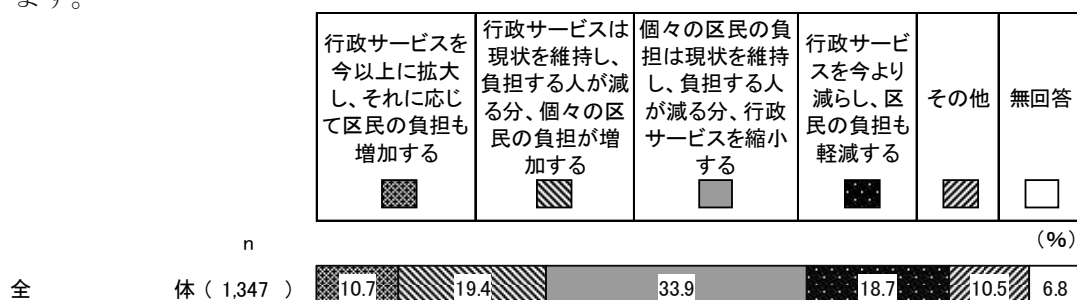 ます。
行政サービスを
今以上に拡大
し、それに応じ
て区民の負担も
増加する
行政サービスは
現状を維持し、
負担する人が減
る分、個々の区
民の負担が増
加する
個々の区民の負
担は現状を維持
し、負担する人
が減る分、行政
サービスを縮小
する
行政サービ
スを今より
減らし、区
民の負担も
軽減する
その他
無回答
n
(%)
全 体 ( 1,347 ) 10.7 19.4 33.9 18.7 10.5 6.8